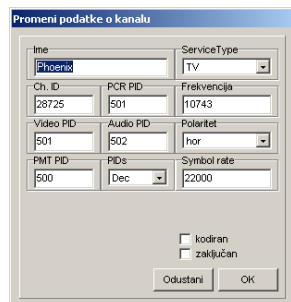 Promeni podatke o kanalu
Ime ServiceType
Phoenix TV
Ch. ID PCR PID Frekvencija
28725 501 10743
Video PID Audio PID Polaritet
501 502 hor
PMT PID PIDs Symbol rate
500 Dec 22000
kodiran
zaključan
Odustani OK